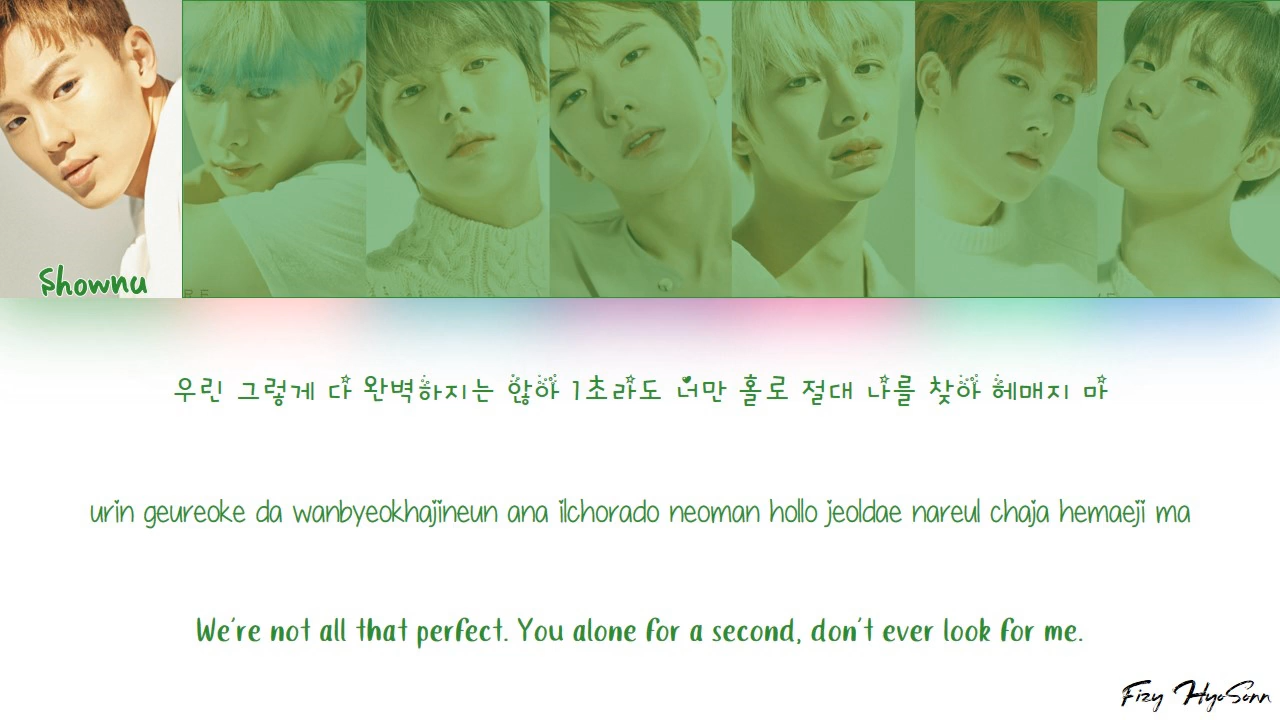 Shownu
우린 그렇게 다 완벽하지는 않아 1초라도 너만 홀로 절대 나를 찾아 헤매지 마
urin geureoke da wanbyeokhajineun ana ilchorado neoman hollo jeoldae nareul chaja hemaeji ma
We're not all that perfect. You alone for a second, don't ever look for me.
Fizy HyoSonn